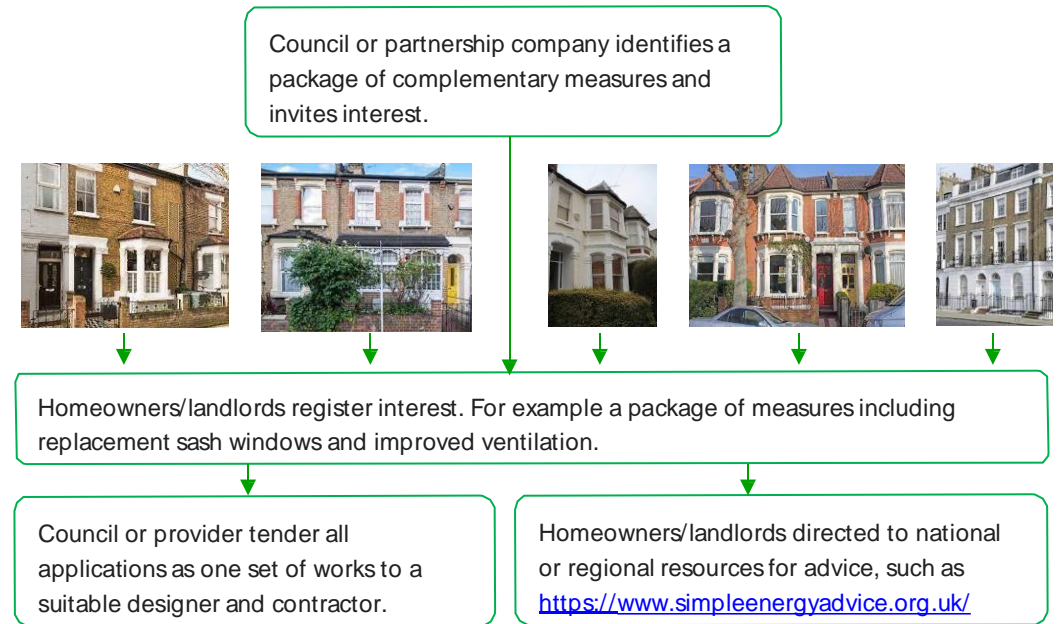 Council or partnership company identifies a
package of complementary measures and
invites interest.
Homeowners/landlords register interest. For example a package of measures including
replacement sash windows and improved ventilation.
Council or provider tender all
applications as one set of works to a
suitable designer and contractor.
Homeowners/landlords directed to national
or regional resources for advice, such as
https://www.simpleenergyadvice.org.uk/